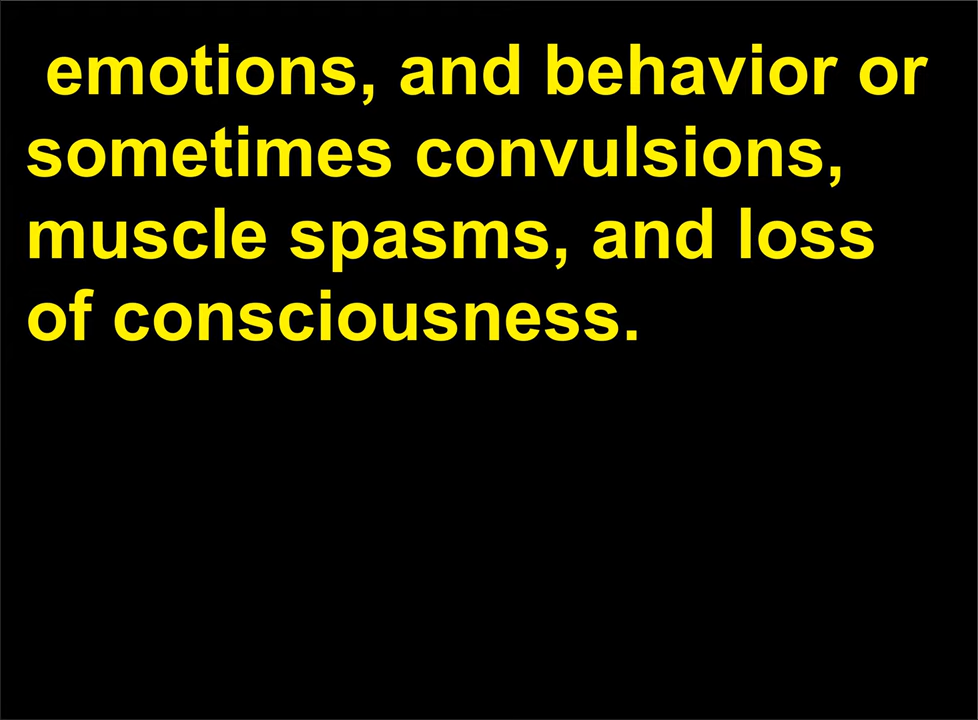 emotions, and behavior or
sometimes convulsions,
muscle spasms, and loss
of consciousness.